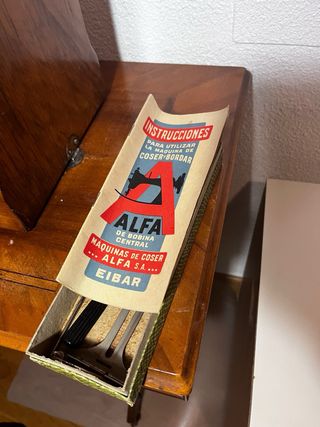 INSTRUCCIONES
PARA UTILIZAR
LA MAQUINA DE
COSER-BORDAR
A
ALFA
DE BOBINA
CENTRAL
MAQUINAS DE COSER
... ALFA S.A. ...
EIBAR